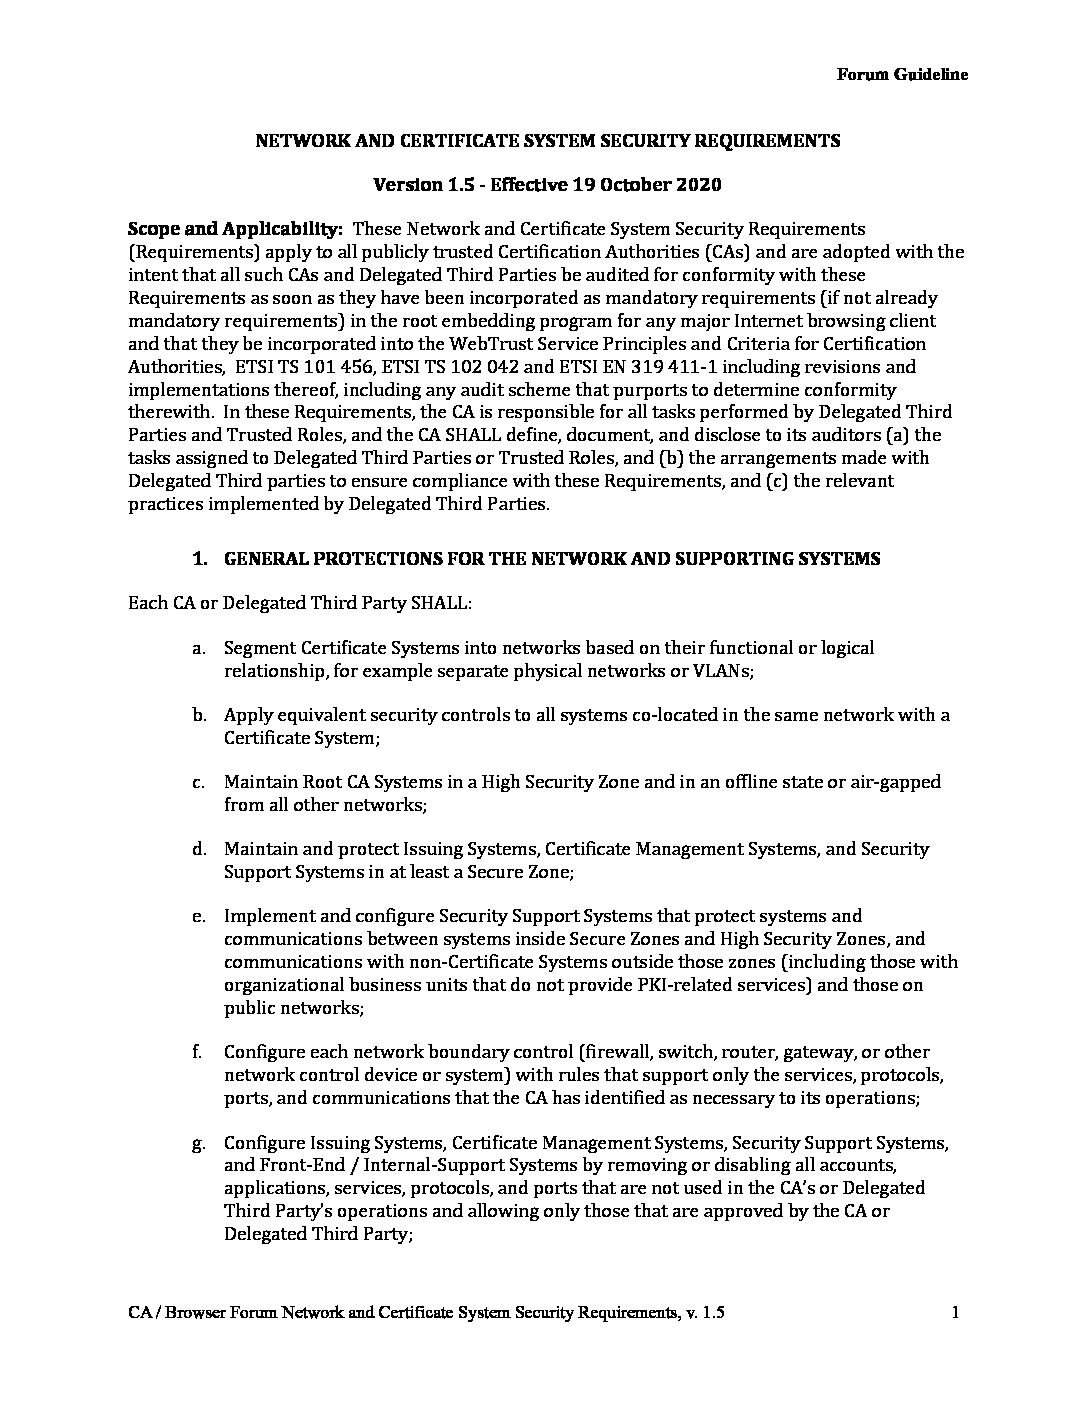 Forum Guideline
NETWORK AND CERTIFICATE SYSTEM SECURITY REQUIREMENTS
Version 1.5 - Effective 19 October 2020
Scope and Applicability:  These Network and Certificate System Security Requirements
(Requirements) apply to all publicly trusted Certification Authorities (CAs) and are adopted with the
intent that all such CAs and Delegated Third Parties be audited for conformity with these
Requirements as soon as they have been incorporated as mandatory requirements (if not already
mandatory requirements) in the root embedding program for any major Internet browsing client
and that they be incorporated into the WebTrust Service Principles and Criteria for Certification
Authorities,  ETSI TS 101 456, ETSI TS 102 042 and ETSI EN 319 411-1 including revisions and
implementations thereof, including any audit scheme that purports to determine conformity
therewith.  In these Requirements, the CA is responsible for all tasks performed by Delegated Third
Parties and Trusted Roles, and the CA SHALL define, document, and disclose to its auditors (a) the
tasks assigned to Delegated Third Parties or Trusted Roles, and (b) the arrangements made with
Delegated Third parties to ensure compliance with these Requirements, and (c) the relevant
practices implemented by Delegated Third Parties.
1. GENERAL PROTECTIONS FOR THE NETWORK AND SUPPORTING SYSTEMS
Each CA or Delegated Third Party SHALL:
a. Segment Certificate Systems into networks based on their functional or logical
relationship, for example separate physical networks or VLANs;
b. Apply equivalent security controls to all systems co-located in the same network with a
Certificate System;
c. Maintain Root CA Systems in a High Security Zone and in an offline state or air-gapped
from all other networks;
d. Maintain and protect Issuing Systems, Certificate Management Systems, and Security
Support Systems in at least a Secure Zone;
e. Implement and configure Security Support Systems that protect systems and
communications between systems inside Secure Zones and High Security Zones, and
communications with non-Certificate Systems outside those zones (including those with
organizational business units that do not provide PKI-related services) and those on
public networks;
f. Configure each network boundary control (firewall, switch, router, gateway, or other
network control device or system) with rules that support only the services, protocols,
ports, and communications that the CA has identified as necessary to its operations;
g. Configure Issuing Systems, Certificate Management Systems, Security Support Systems,
and Front-End / Internal-Support Systems by removing or disabling all accounts,
applications, services, protocols, and ports that are not used in the CA’s or Delegated
Third Party’s operations and allowing only those that are approved by the CA or
Delegated Third Party;
CA / Browser Forum Network and Certificate System Security Requirements, v. 1.5 1